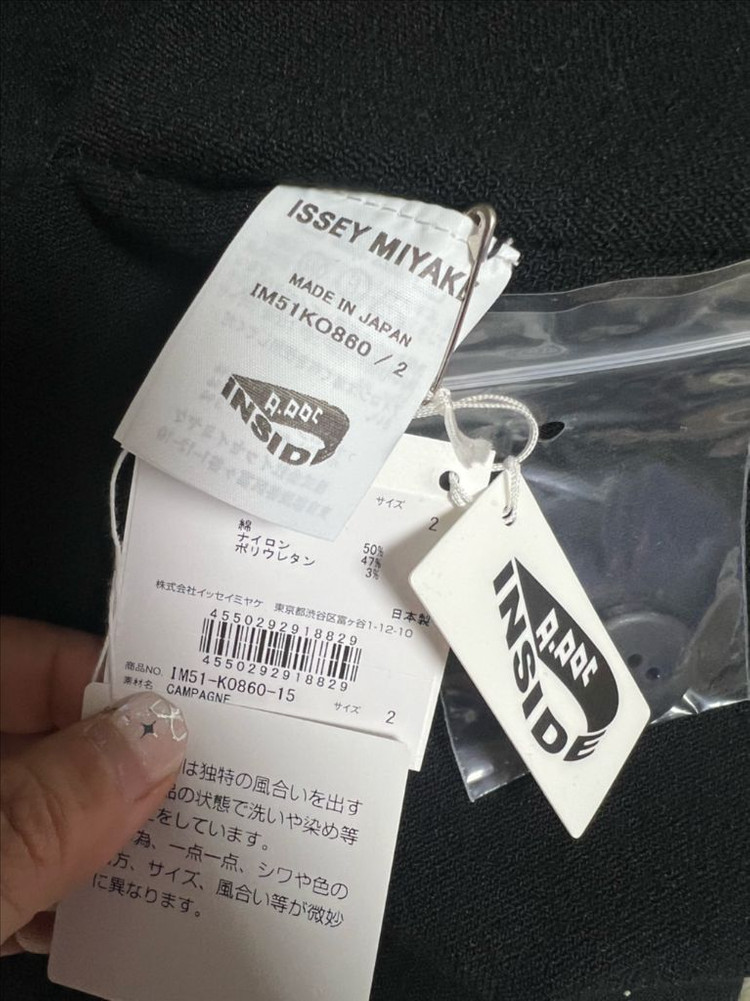 ISSEY MIYAKE
MADE IN JAPAN
IM51KO860 / 2
A.POC
INSIDE
サイズ
2
綿 50%
ナイロン 47%
ポリウレタン 3%
日本製
株式会社イッセイミヤケ 東京都渋谷区富ヶ谷1-12-10
4550292918829
4550292918829
商品NO. IM51-KO860-15
素材名 CAMPAGNE
サイズ 2
A.POC
INSIDE
は独特の風合いを出す
の状態で洗いや染め等
をしています。
為、一点一点、シワや色の
方、サイズ、風合い等が微妙
に異なります。